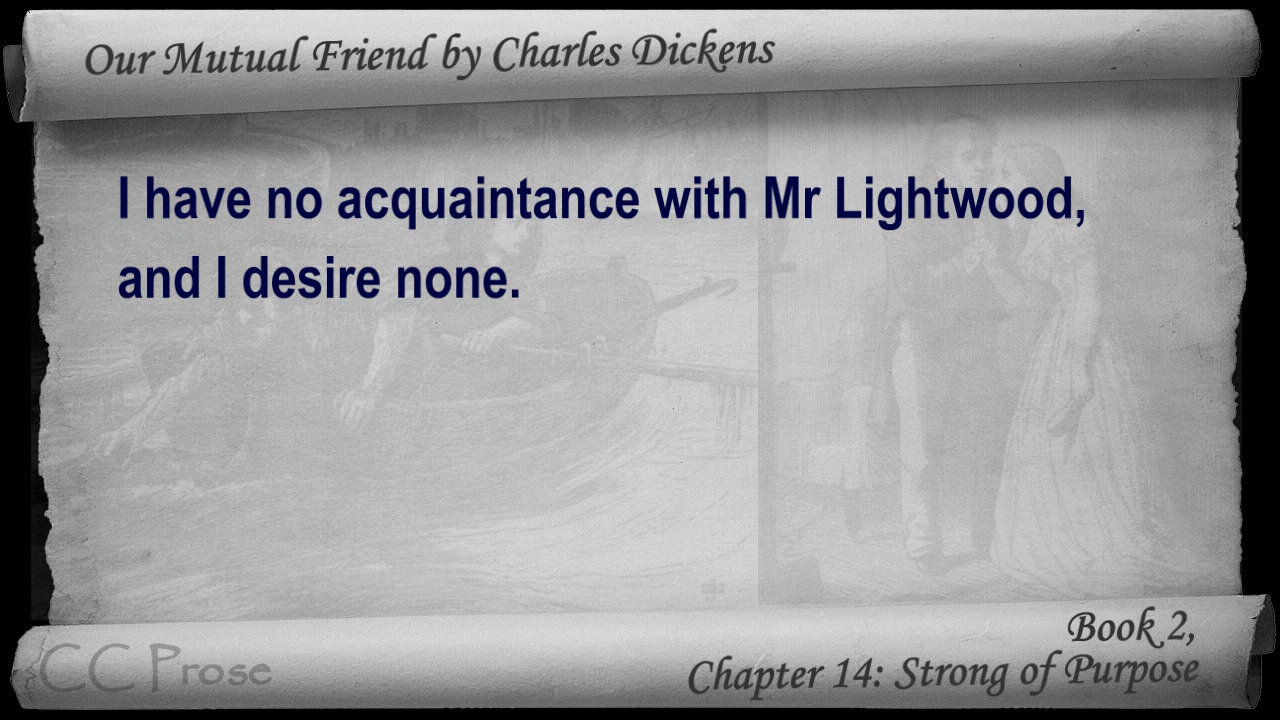 Our Mutual Friend by Charles Dickens
I have no acquaintance with Mr Lightwood,
and I desire none.
Book 2,
Chapter 14: Strong of Purpose
CC Prose